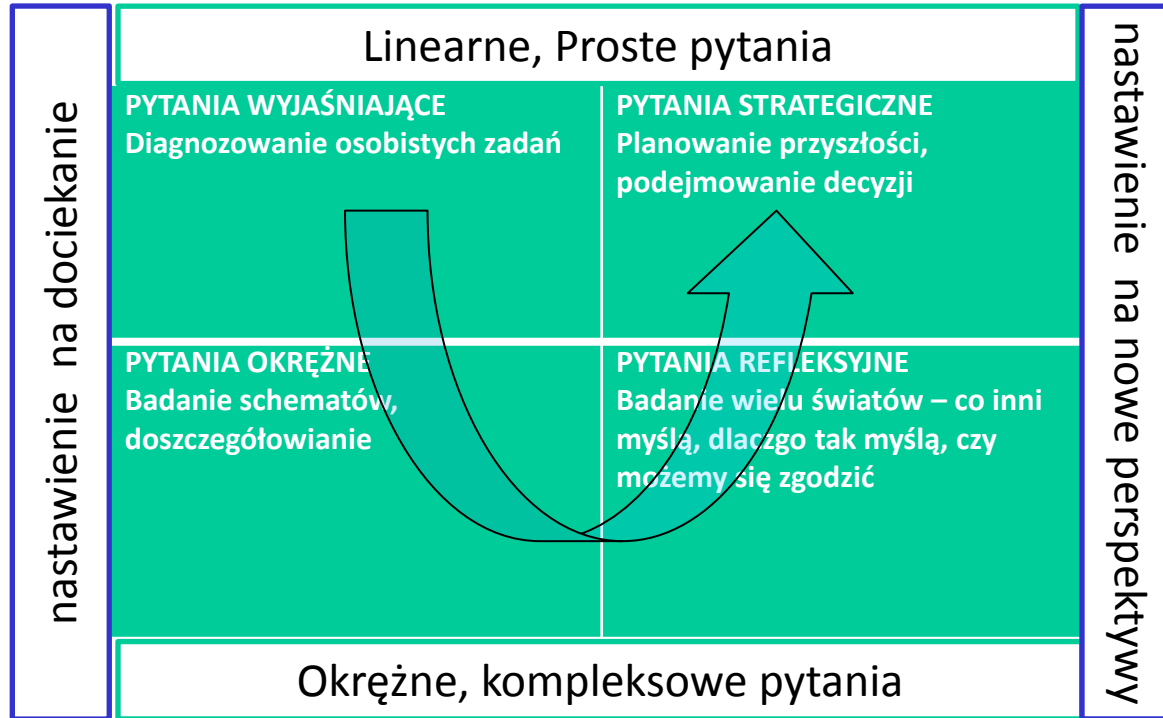 Linearne, Proste pytania
nastawienie na dociekanie
PYTANIA WYJAŚNIAJĄCE
Diagnozowanie osobistych zadań
PYTANIA STRATEGICZNE
Planowanie przyszłości,
podejmowanie decyzji
PYTANIA OKRĘŻNE
Badanie schematów,
doszczegółowianie
PYTANIA REFLEKSYJNE
Badanie wielu światów – co inni
myślą, dlaczgo tak myślą, czy
możemy się zgodzić
nastawienie na nowe perspektywy
Okrężne, kompleksowe pytania